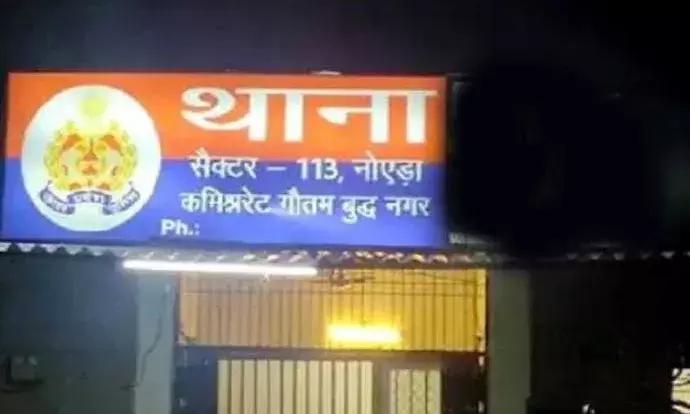 थाना
सैक्टर – 113, नोएड़ा
कमिश्नरेट गौतम बुद्ध नगर
Ph.: